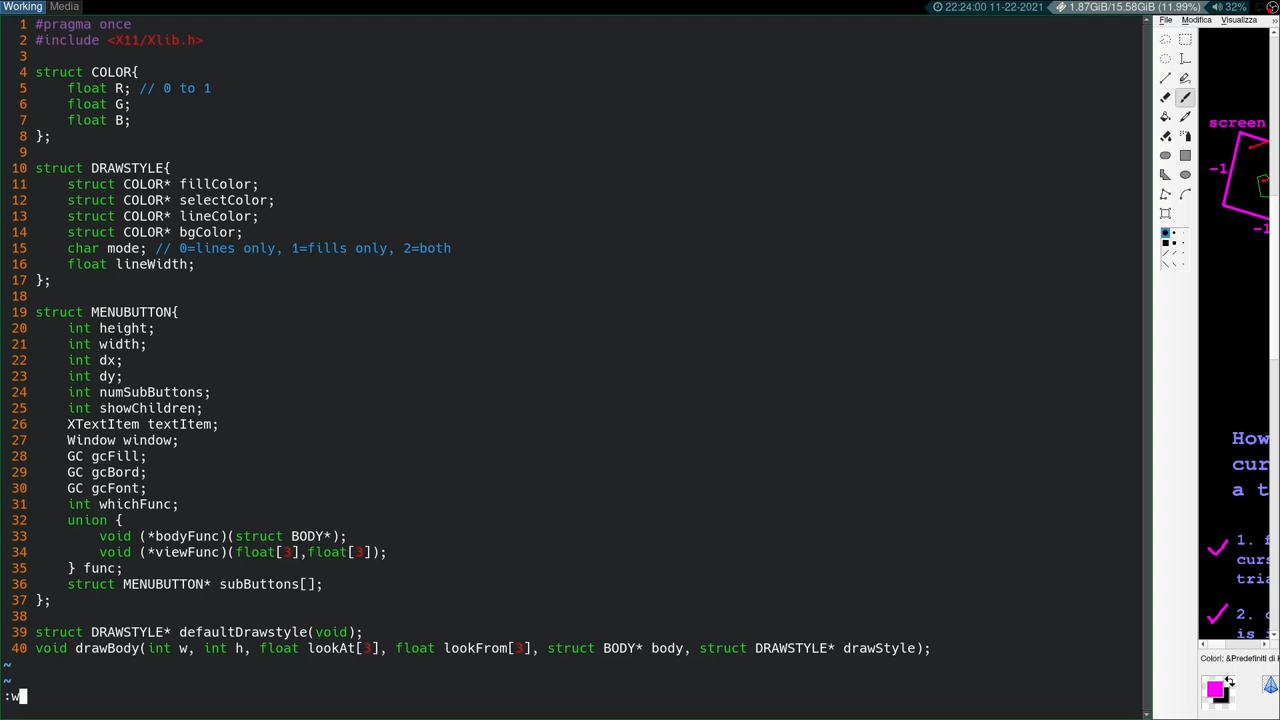 Working Media
22:24:00 11-22-2021 1.87GiB/15.58GiB (11.99%) 32%
1 #pragma once
2 #include <X11/Xlib.h>
3
4 struct COLOR{
5 float R; // 0 to 1
6 float G;
7 float B;
8 };
9
10 struct DRAWSTYLE{
11 struct COLOR* fillColor;
12 struct COLOR* selectColor;
13 struct COLOR* lineColor;
14 struct COLOR* bgColor;
15 char mode; // 0=lines only, 1=fills only, 2=both
16 float lineWidth;
17 };
18
19 struct MENUBUTTON{
20 int height;
21 int width;
22 int dx;
23 int dy;
24 int numSubButtons;
25 int showChildren;
26 XTextItem textItem;
27 Window window;
28 GC gcFill;
29 GC gcBord;
30 GC gcFont;
31 int whichFunc;
32 union {
33 void (*bodyFunc)(struct BODY*);
34 void (*viewFunc)(float[3],float[3]);
35 } func;
36 struct MENUBUTTON* subButtons[];
37 };
38
39 struct DRAWSTYLE* defaultDrawstyle(void);
40 void drawBody(int w, int h, float lookAt[3], float lookFrom[3], struct BODY* body, struct DRAWSTYLE* drawStyle);
~
~
:w
File Modifica Visualizza »
screen
-1
-1
How
cur
a t
1. f
curs
tria
2. c
is i
Colori: &Predefiniti di